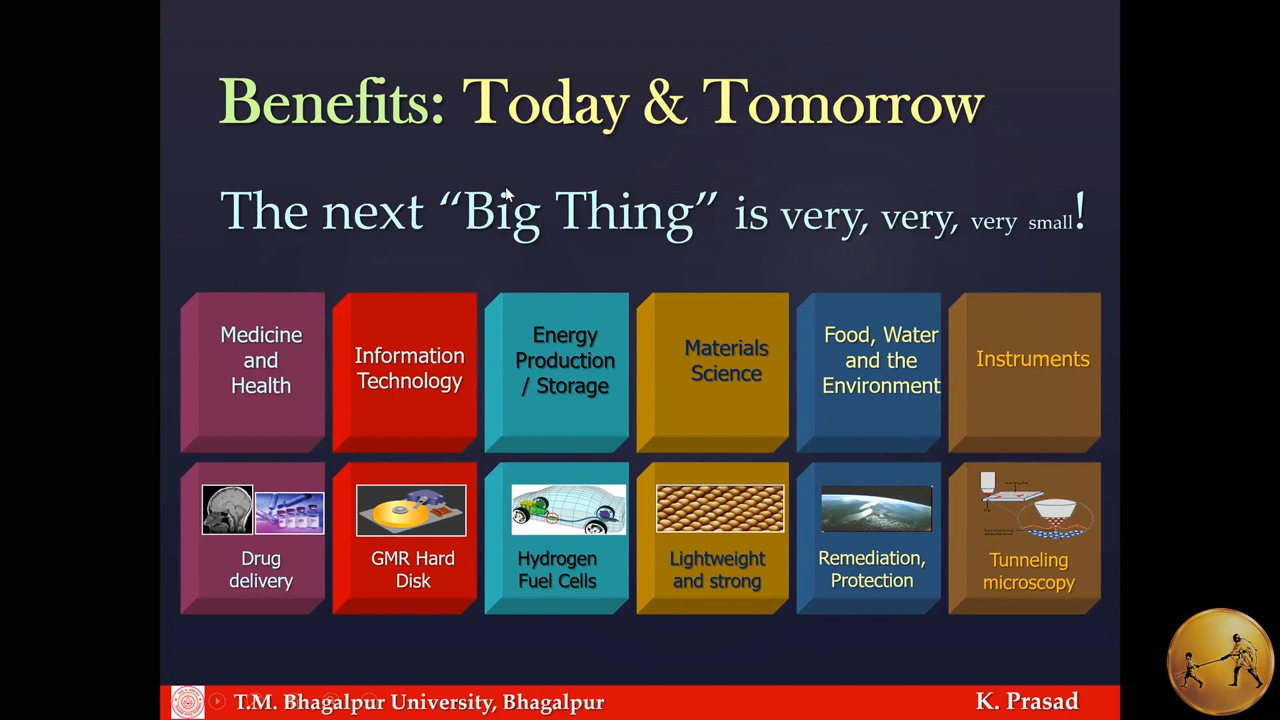 Benefits: Today & Tomorrow
The next “Big Thing” is very, very, very small!
Medicine
and
Health
Information
Technology
Energy
Production
/ Storage
Materials
Science
Food, Water
and the
Environment
Instruments
Drug
delivery
GMR Hard
Disk
Hydrogen
Fuel Cells
Lightweight
and strong
Remediation,
Protection
sample
tip
Tunneling
microscopy
T.M. Bhagalpur University, Bhagalpur
K. Prasad